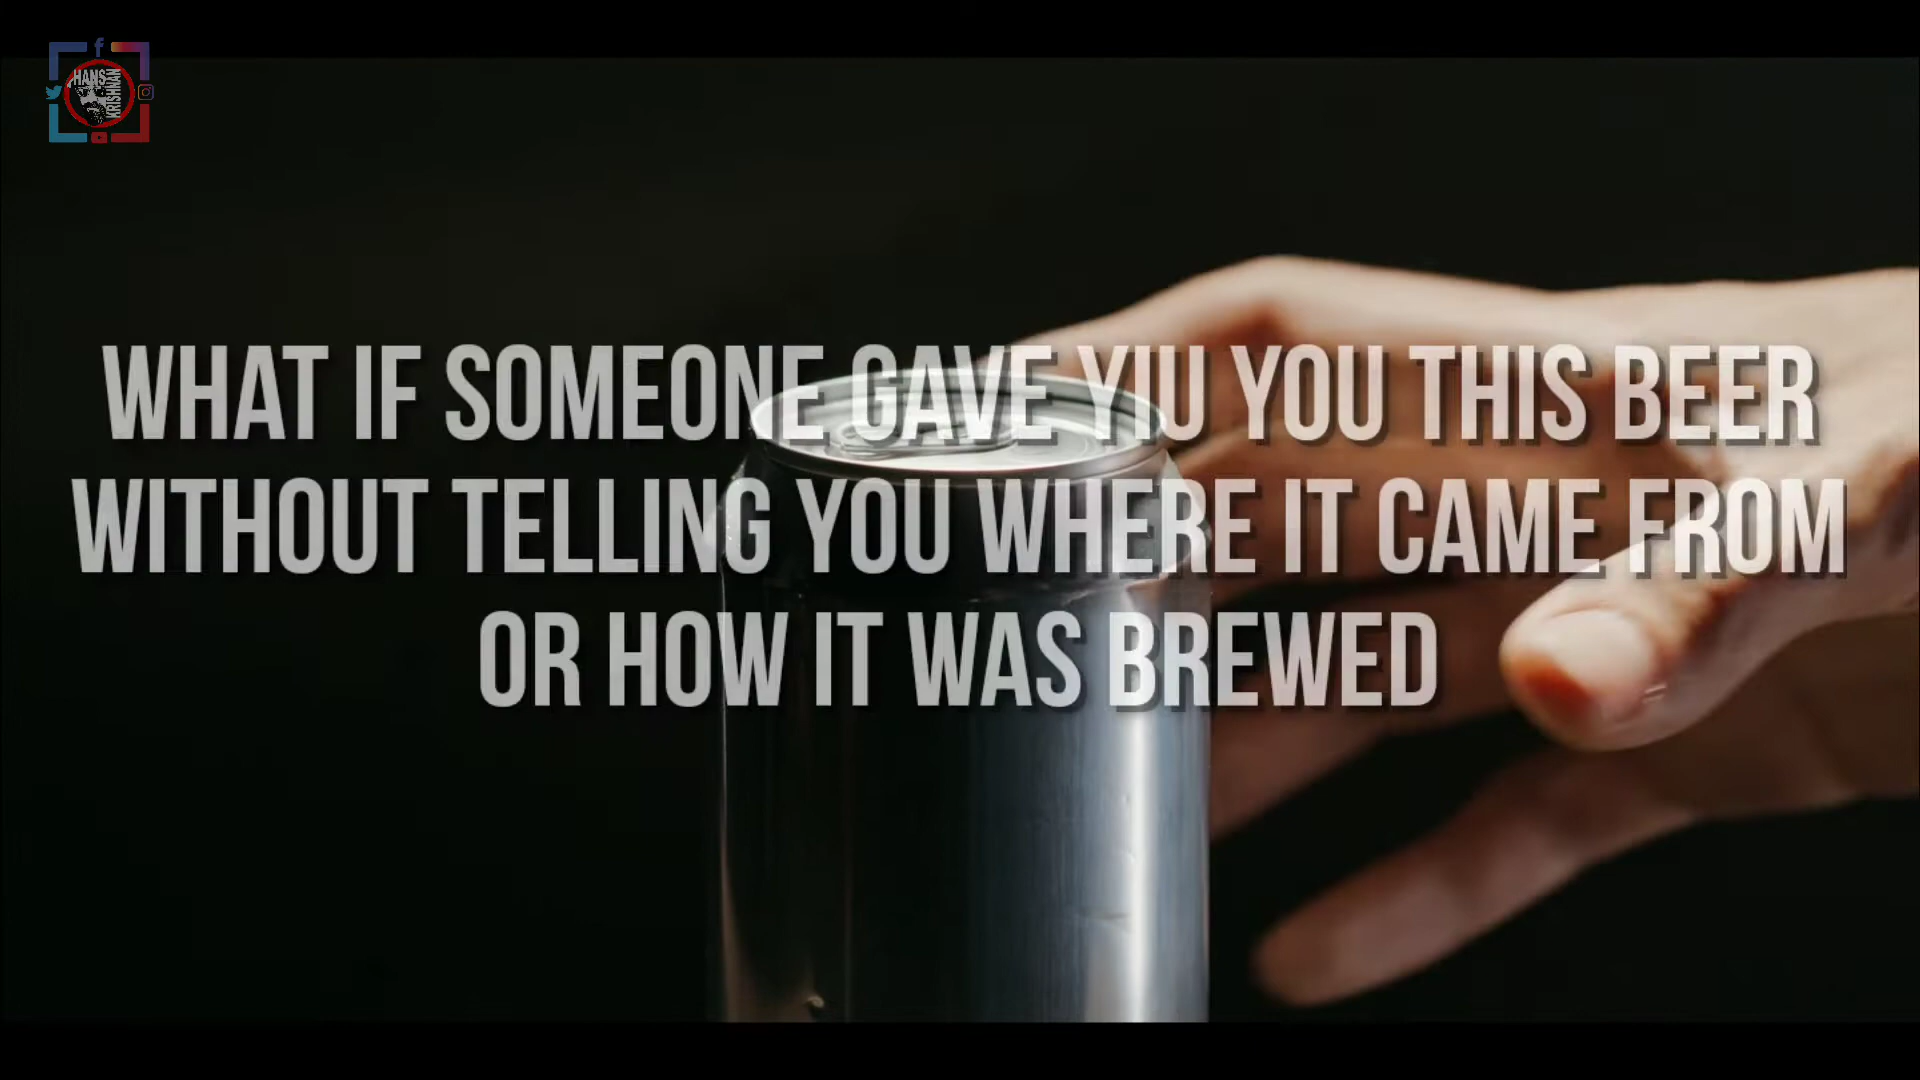 HANS
KRISHNAN
WHAT IF SOMEONE GAVE YIU YOU THIS BEER
WITHOUT TELLING YOU WHERE IT CAME FROM
OR HOW IT WAS BREWED